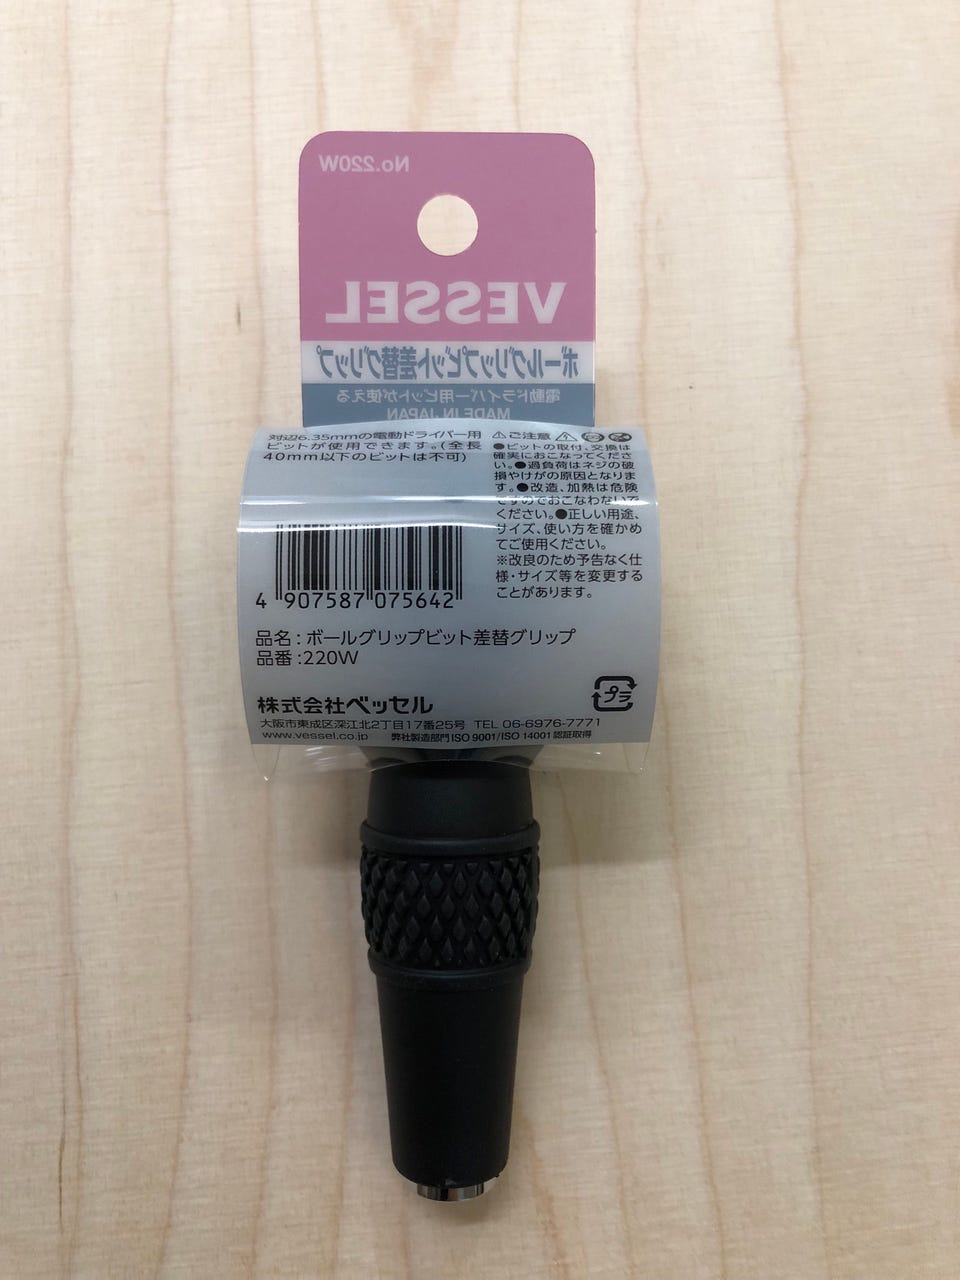 No.220W
VESSEL
ボールグリップビット差替グリップ
電動ドライバー用ビットが使える
MADE IN JAPAN
対辺6.35mmの電動ドライバー用
ビットが使用できます。(全長
40mm以下のビットは不可)
ご注意
●ビットの取付、交換は
確実におこなってくださ
い。●過負荷はネジの破
損やけがの原因となりま
す。●改造、加熱は危険
ですのでおこなわないで
ください。●正しい用途、
サイズ、使い方を確かめ
てご使用ください。
※改良のため予告なく仕
様・サイズ等を変更する
ことがあります。
4 907587 075642
品名:ボールグリップビット差替グリップ
品番:220W
プラ
株式会社ベッセル
大阪市東成区深江北2丁目17番25号 TEL 06-6976-7771
www.vessel.co.jp 弊社製造部門ISO 9001/ISO 14001認証取得